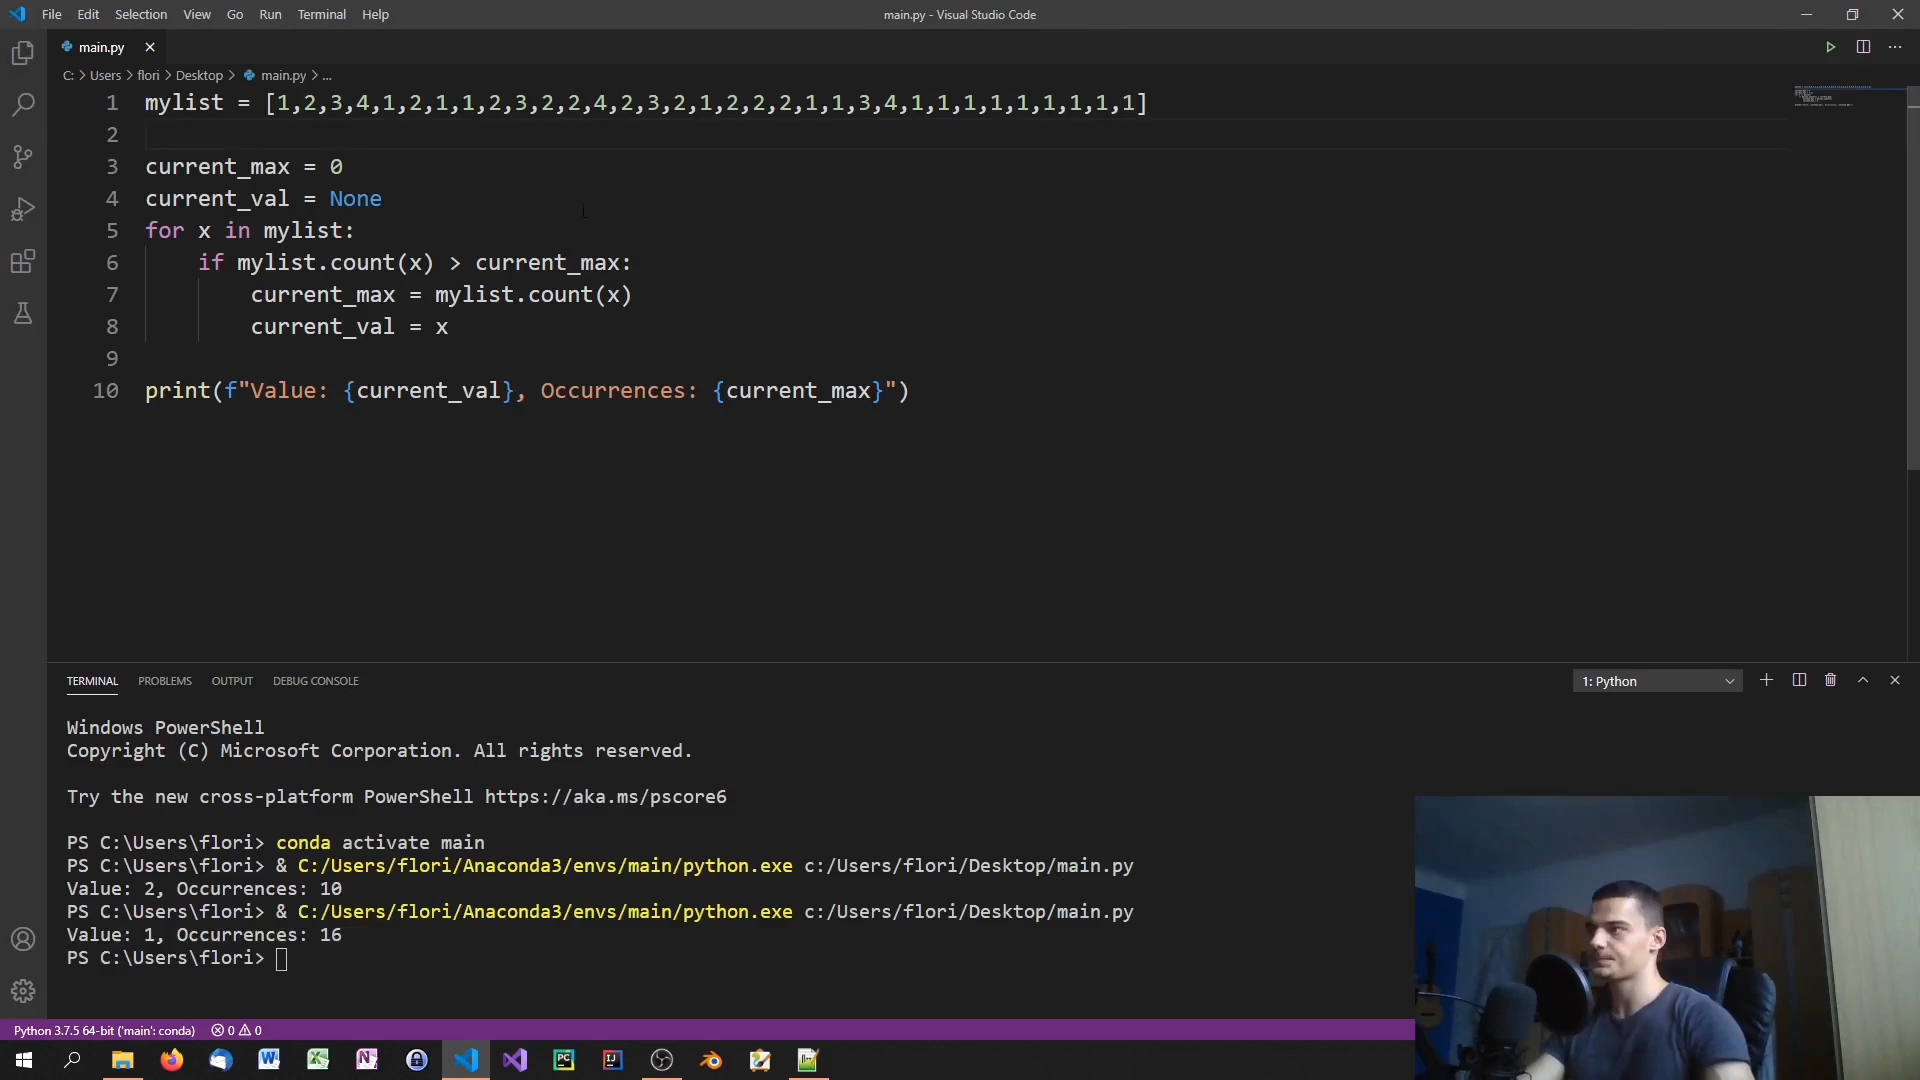 File Edit Selection View Go Run Terminal Help
main.py - Visual Studio Code
main.py
C: > Users > flori > Desktop > main.py > ...
1 mylist = [1,2,3,4,1,2,1,1,2,3,2,2,4,2,3,2,1,2,2,2,1,1,3,4,1,1,1,1,1,1,1,1,1]
2
3 current_max = 0
4 current_val = None
5 for x in mylist:
6 if mylist.count(x) > current_max:
7 current_max = mylist.count(x)
8 current_val = x
9
10 print(f"Value: {current_val}, Occurrences: {current_max}")
TERMINAL PROBLEMS OUTPUT DEBUG CONSOLE
1: Python
Windows PowerShell
Copyright (C) Microsoft Corporation. All rights reserved.
Try the new cross-platform PowerShell https://aka.ms/pscore6
PS C:\Users\flori> conda activate main
PS C:\Users\flori> & C:/Users/flori/Anaconda3/envs/main/python.exe c:/Users/flori/Desktop/main.py
Value: 2, Occurrences: 10
PS C:\Users\flori> & C:/Users/flori/Anaconda3/envs/main/python.exe c:/Users/flori/Desktop/main.py
Value: 1, Occurrences: 16
PS C:\Users\flori>
Python 3.7.5 64-bit ('main': conda) 0 0